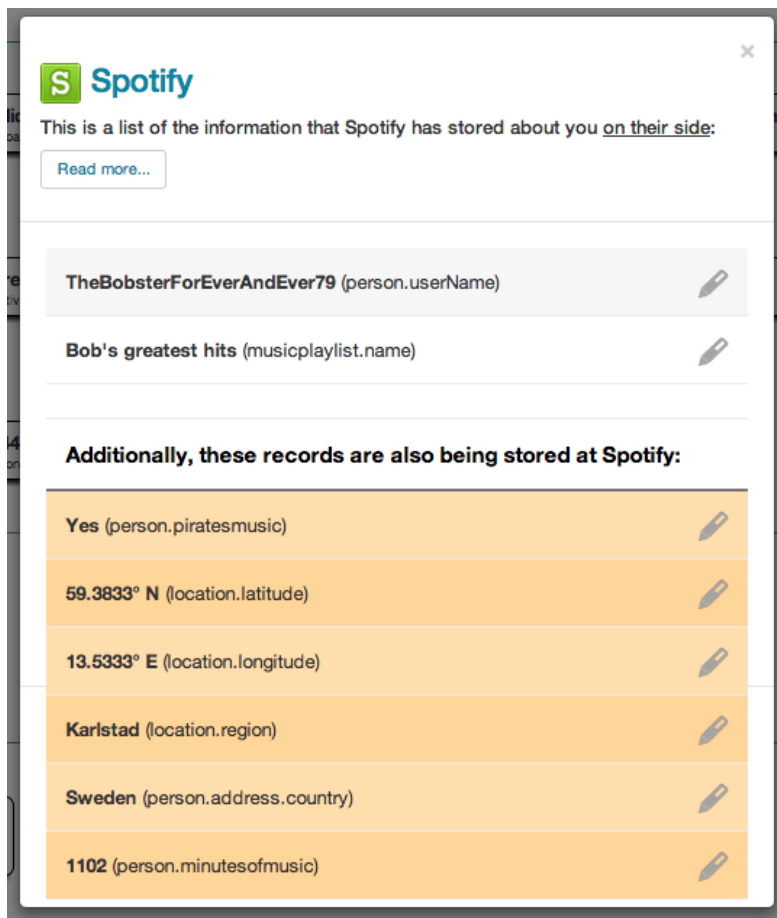 Spotify
This is a list of the information that Spotify has stored about you on their side:
Read more...
TheBobsterForEverAndEver79 (person.userName)
Bob's greatest hits (musicplaylist.name)
Additionally, these records are also being stored at Spotify:
Yes (person.piratesmusic)
59.3833° N (location.latitude)
13.5333° E (location.longitude)
Karlstad (location.region)
Sweden (person.address.country)
1102 (person.minutesofmusic)